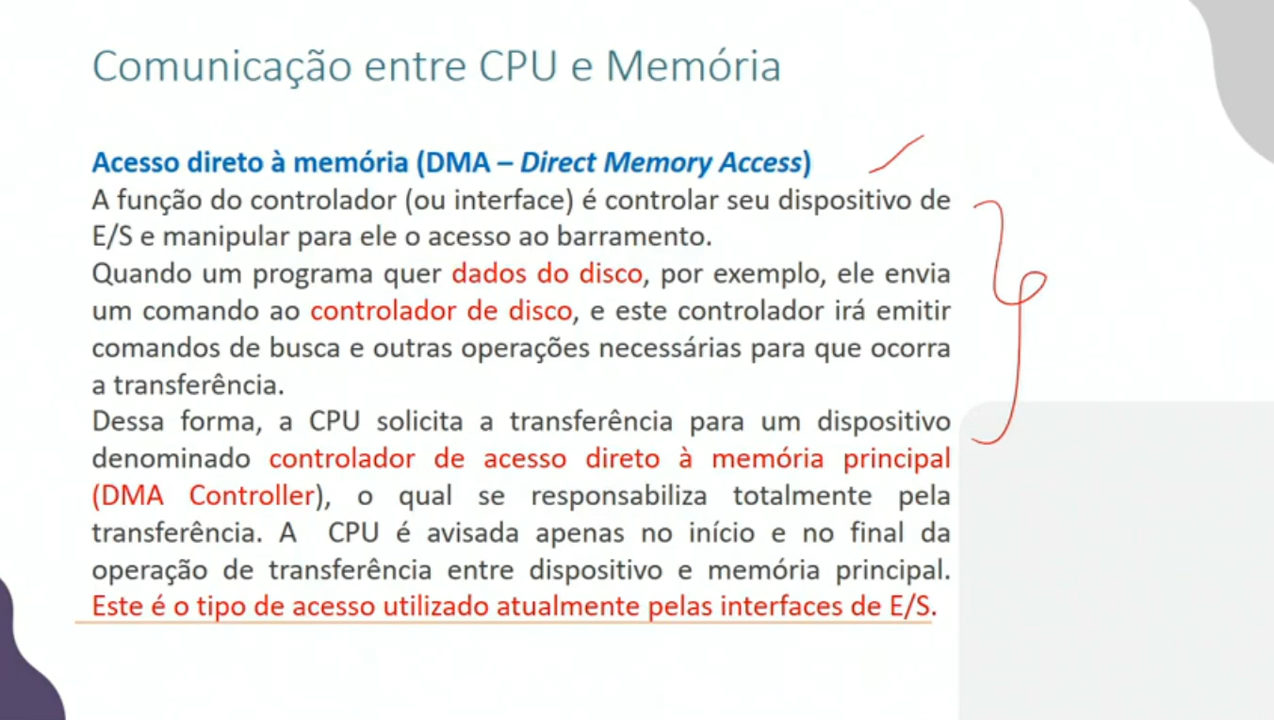 Comunicação entre CPU e Memória
Acesso direto à memória (DMA – Direct Memory Access)
A função do controlador (ou interface) é controlar seu dispositivo de
E/S e manipular para ele o acesso ao barramento.
Quando um programa quer dados do disco, por exemplo, ele envia
um comando ao controlador de disco, e este controlador irá emitir
comandos de busca e outras operações necessárias para que ocorra
a transferência.
Dessa forma, a CPU solicita a transferência para um dispositivo
denominado controlador de acesso direto à memória principal
(DMA Controller), o qual se responsabiliza totalmente pela
transferência. A CPU é avisada apenas no início e no final da
operação de transferência entre dispositivo e memória principal.
Este é o tipo de acesso utilizado atualmente pelas interfaces de E/S.